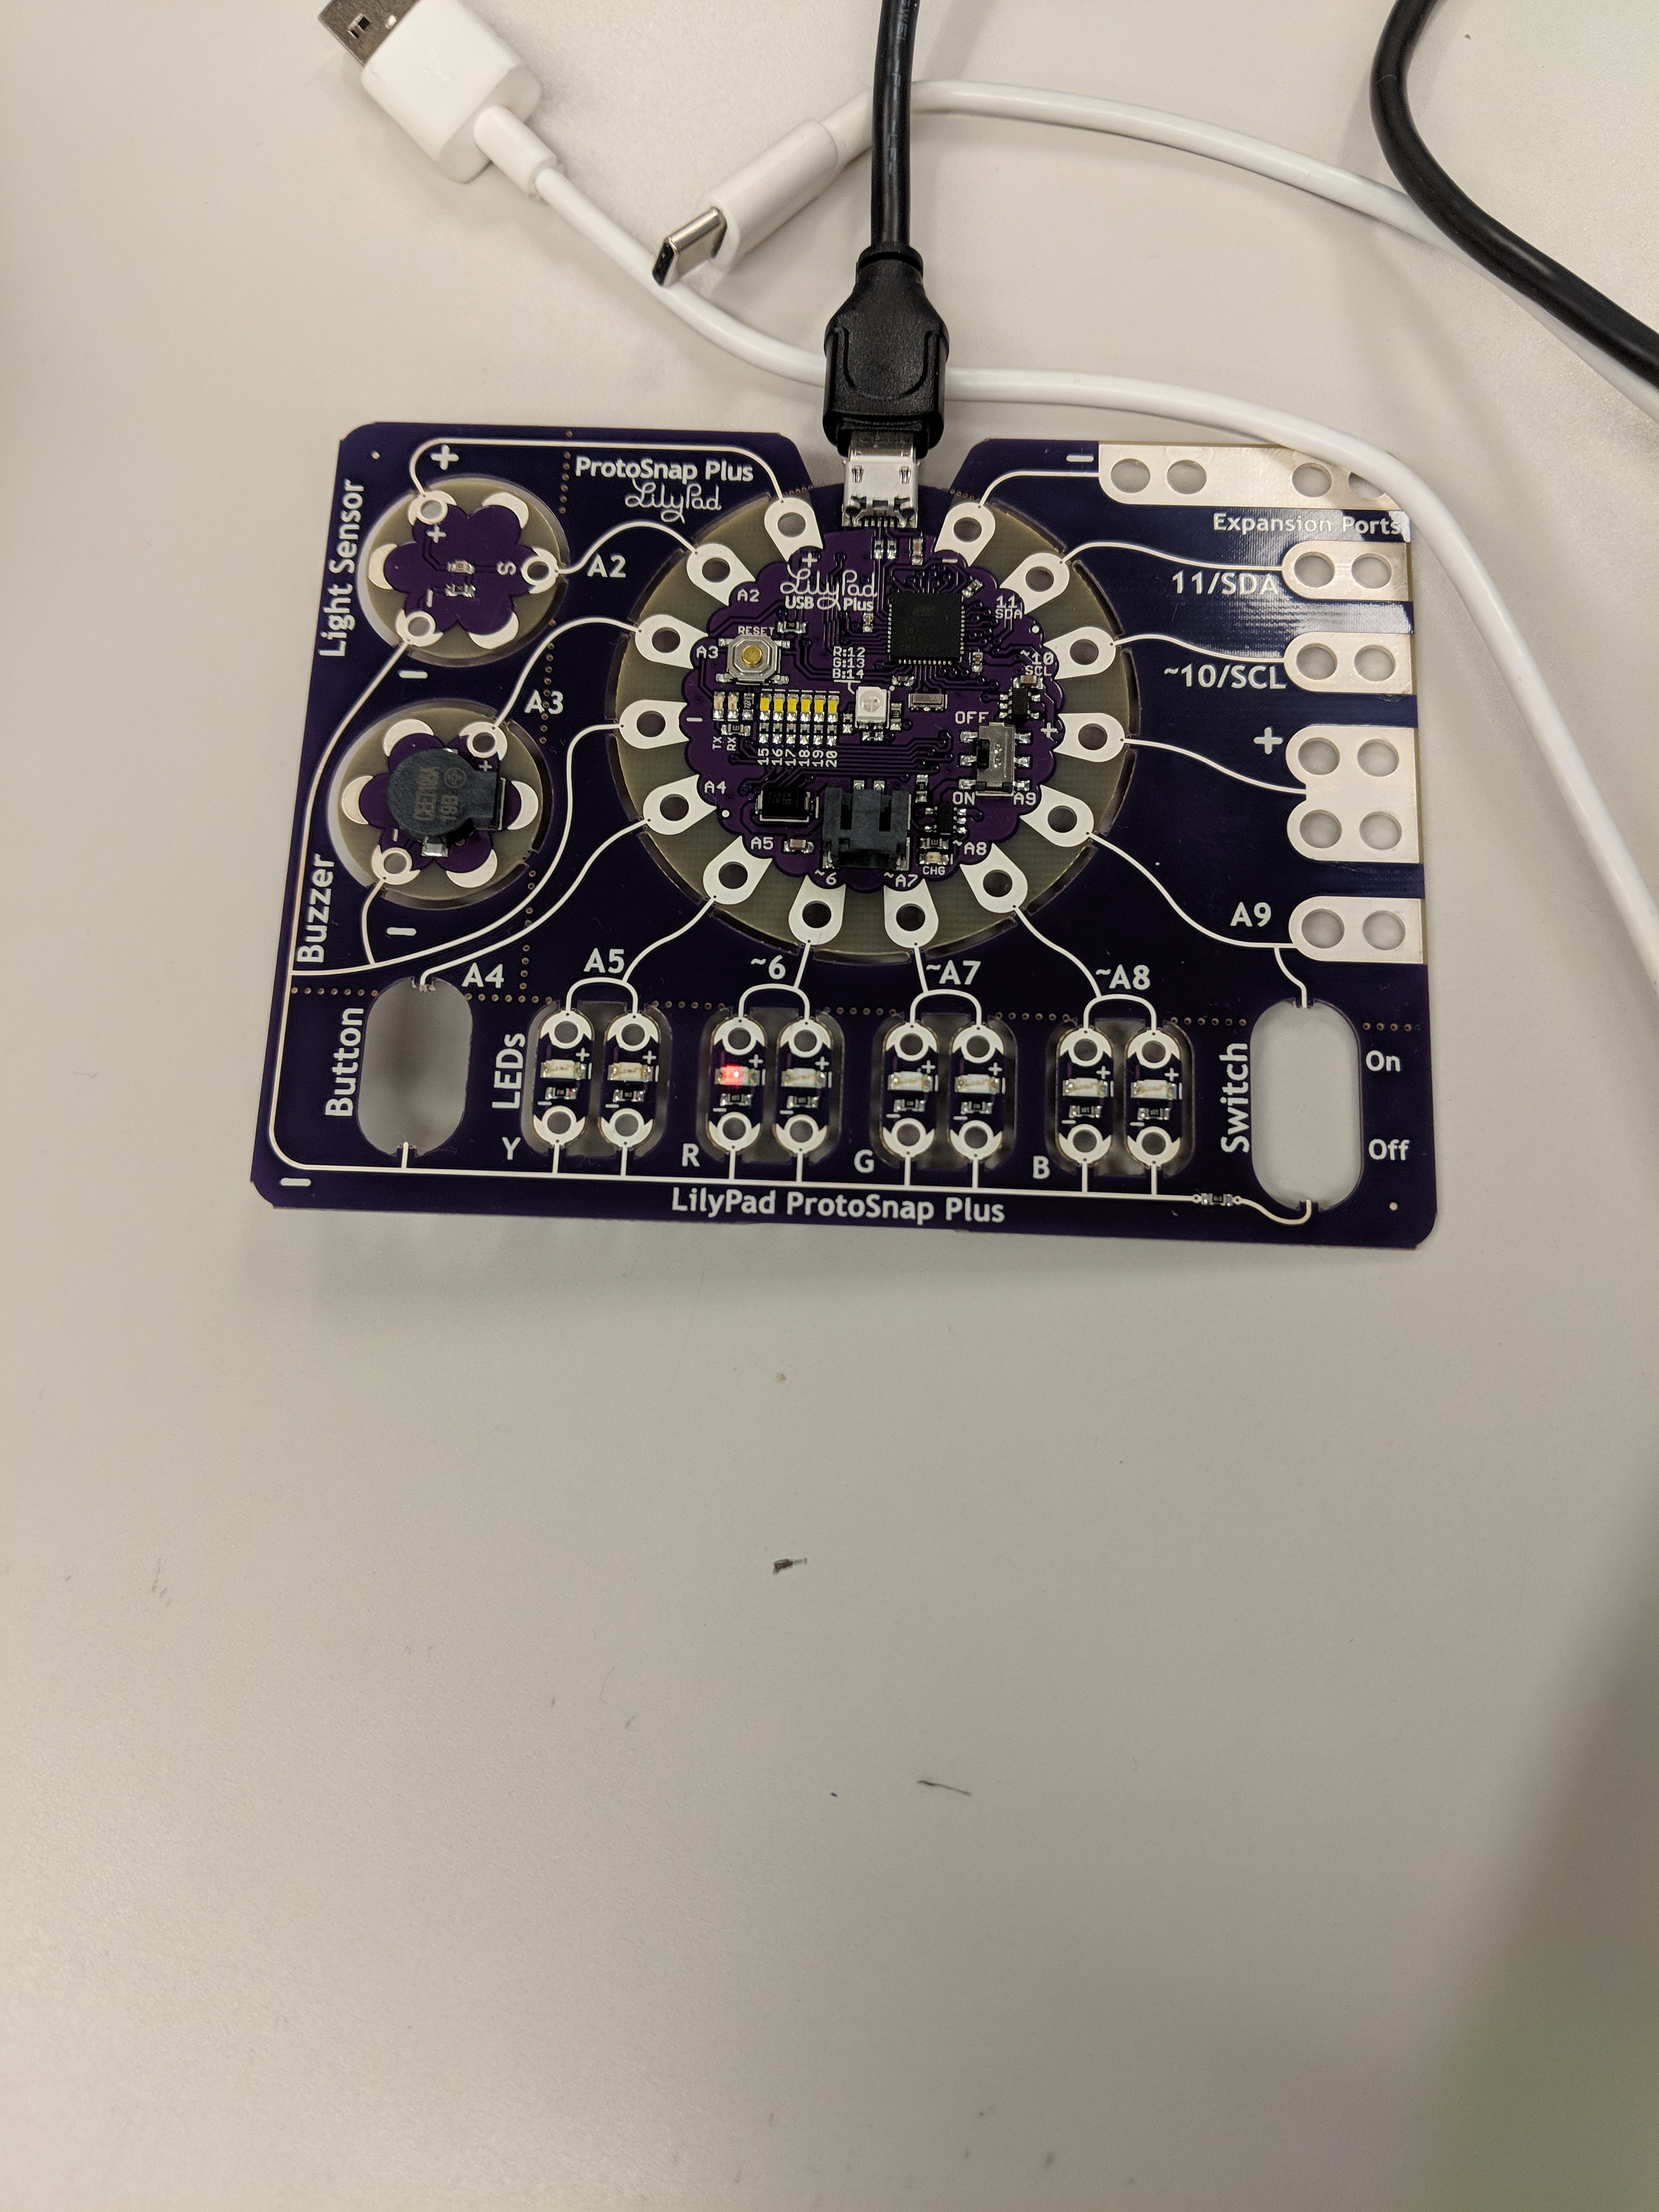 +
ProtoSnap Plus
LilyPad
−
Expansion Ports
Light Sensor
+
S
−
A2
−
11/SDA
~10/SCL
+
A9
LilyPad
USB Plus
+
−
A2
11
SDA
RESET
A3
R:12
G:13
B:14
~10
SCL
OFF
+
−
TX
RX
15
16
17
18
19
20
ON
A9
A4
A5
~6
~A7
~A8
CHG
A3
Buzzer
+
−
−
A4
A5
~6
~A7
~A8
Button
LEDs
Y
R
G
B
Switch
On
Off
−
LilyPad ProtoSnap Plus